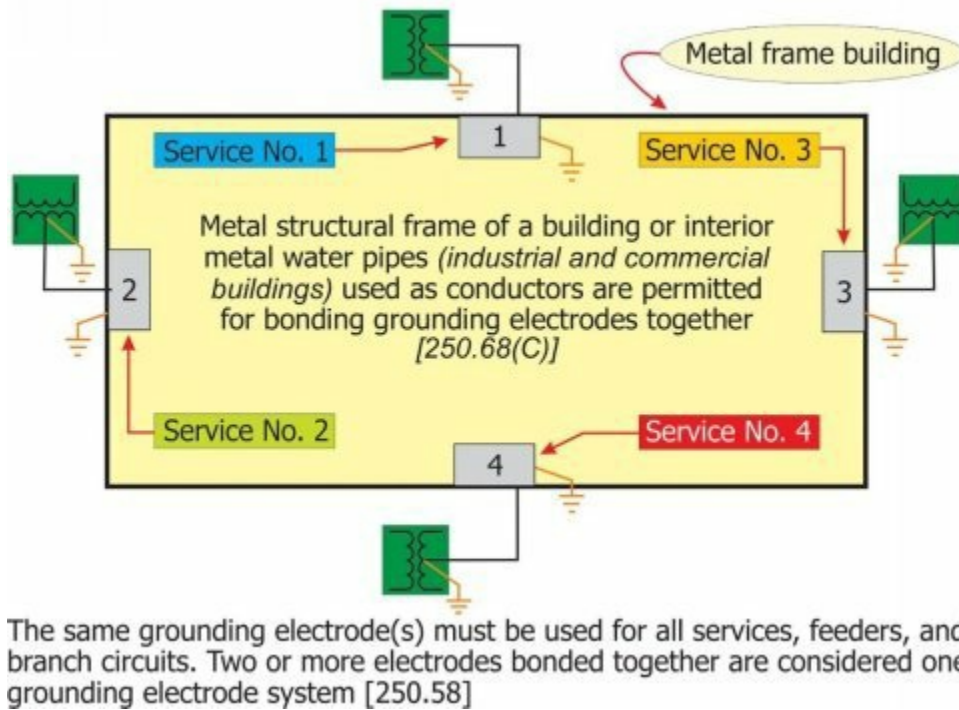 Metal frame building
1
Service No. 1
Service No. 3
Metal structural frame of a building or interior
metal water pipes (industrial and commercial
buildings) used as conductors are permitted
for bonding grounding electrodes together
[250.68(C)]
2
3
Service No. 2
Service No. 4
4
The same grounding electrode(s) must be used for all services, feeders, and
branch circuits. Two or more electrodes bonded together are considered one
grounding electrode system [250.58]